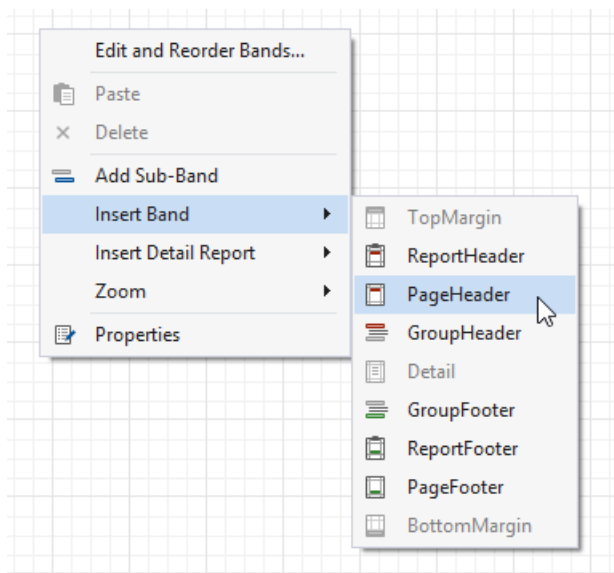 Edit and Reorder Bands...
Paste
Delete
Add Sub-Band
Insert Band
Insert Detail Report
Zoom
Properties
TopMargin
ReportHeader
PageHeader
GroupHeader
Detail
GroupFooter
ReportFooter
PageFooter
BottomMargin